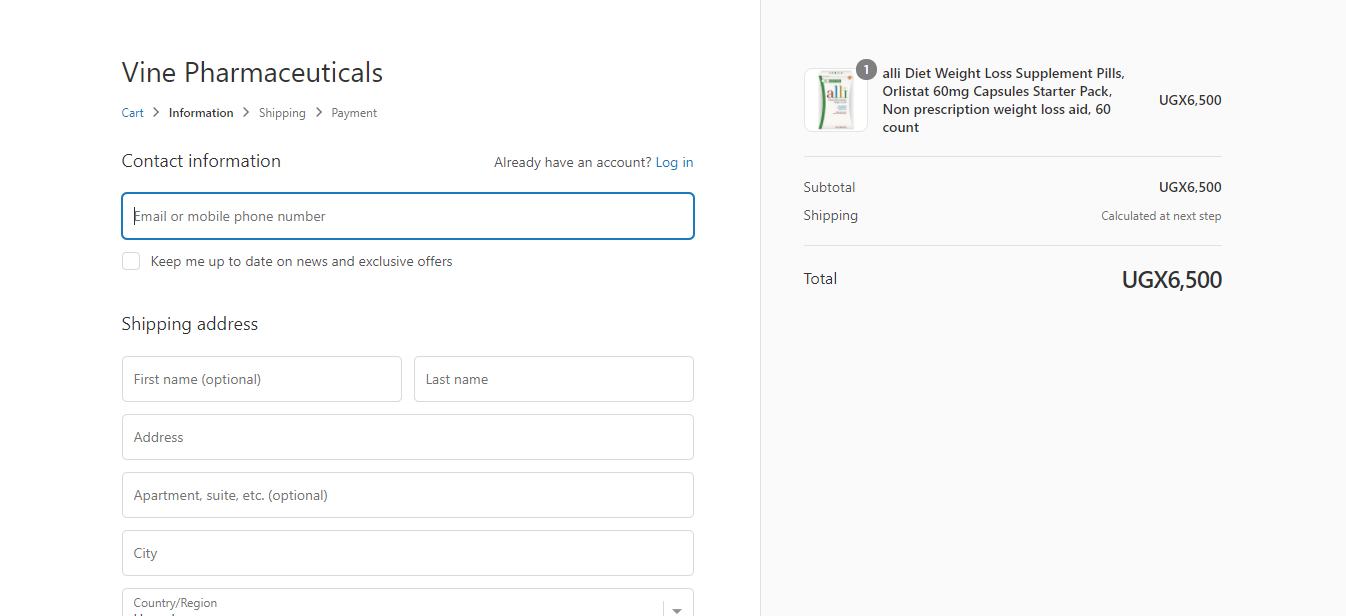 Vine Pharmaceuticals
Cart > Information > Shipping > Payment
Contact information
Already have an account? Log in
Email or mobile phone number
Keep me up to date on news and exclusive offers
Shipping address
First name (optional)
Last name
Address
Apartment, suite, etc. (optional)
City
Country/Region
alli
1
alli Diet Weight Loss Supplement Pills,
Orlistat 60mg Capsules Starter Pack,
Non prescription weight loss aid, 60
count
UGX6,500
Subtotal
UGX6,500
Shipping
Calculated at next step
Total
UGX6,500